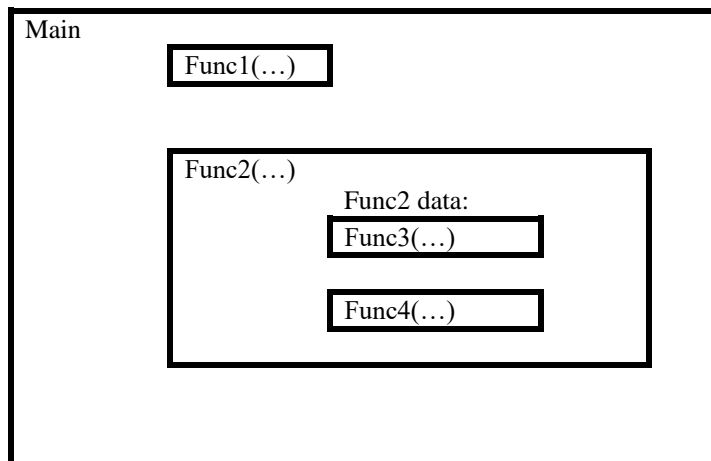 Main
Func1(…)
Func2(…)
Func2 data:
Func3(…)
Func4(…)